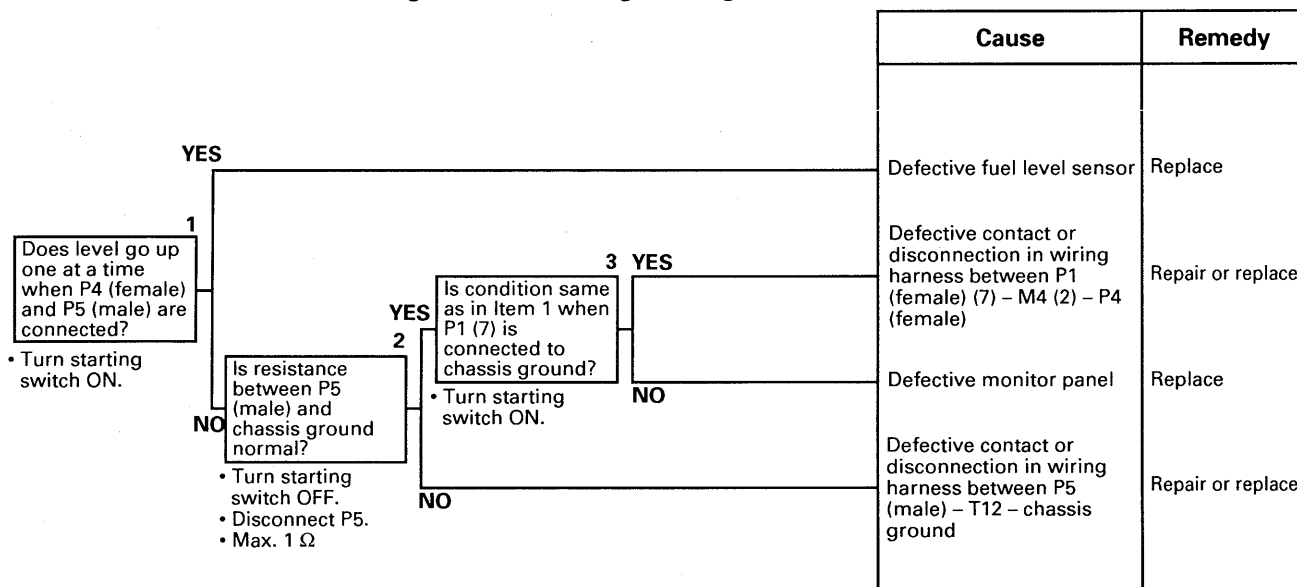 Cause
Remedy
YES
Defective fuel level sensor
Replace
1
Does level go up
one at a time
when P4 (female)
and P5 (male) are
connected?
• Turn starting
switch ON.
NO
2
Is resistance
between P5
(male) and
chassis ground
normal?
• Turn starting
switch OFF.
• Disconnect P5.
• Max. 1 Ω
YES
3
Is condition same
as in Item 1 when
P1 (7) is
connected to
chassis ground?
• Turn starting
switch ON.
YES
Defective contact or
disconnection in wiring
harness between P1
(female) (7) – M4 (2) – P4
(female)
Repair or replace
NO
Defective monitor panel
Replace
NO
Defective contact or
disconnection in wiring
harness between P5
(male) – T12 – chassis
ground
Repair or replace